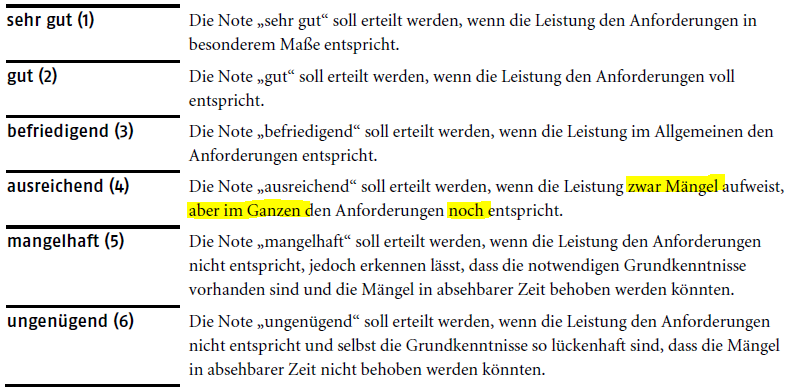 sehr gut (1) Die Note „sehr gut“ soll erteilt werden, wenn die Leistung den Anforderungen in
besonderem Maße entspricht.
gut (2) Die Note „gut“ soll erteilt werden, wenn die Leistung den Anforderungen voll
entspricht.
befriedigend (3) Die Note „befriedigend“ soll erteilt werden, wenn die Leistung im Allgemeinen den
Anforderungen entspricht.
ausreichend (4) Die Note „ausreichend“ soll erteilt werden, wenn die Leistung zwar Mängel aufweist,
aber im Ganzen den Anforderungen noch entspricht.
mangelhaft (5) Die Note „mangelhaft“ soll erteilt werden, wenn die Leistung den Anforderungen
nicht entspricht, jedoch erkennen lässt, dass die notwendigen Grundkenntnisse
vorhanden sind und die Mängel in absehbarer Zeit behoben werden könnten.
ungenügend (6) Die Note „ungenügend“ soll erteilt werden, wenn die Leistung den Anforderungen
nicht entspricht und selbst die Grundkenntnisse so lückenhaft sind, dass die Mängel
in absehbarer Zeit nicht behoben werden könnten.